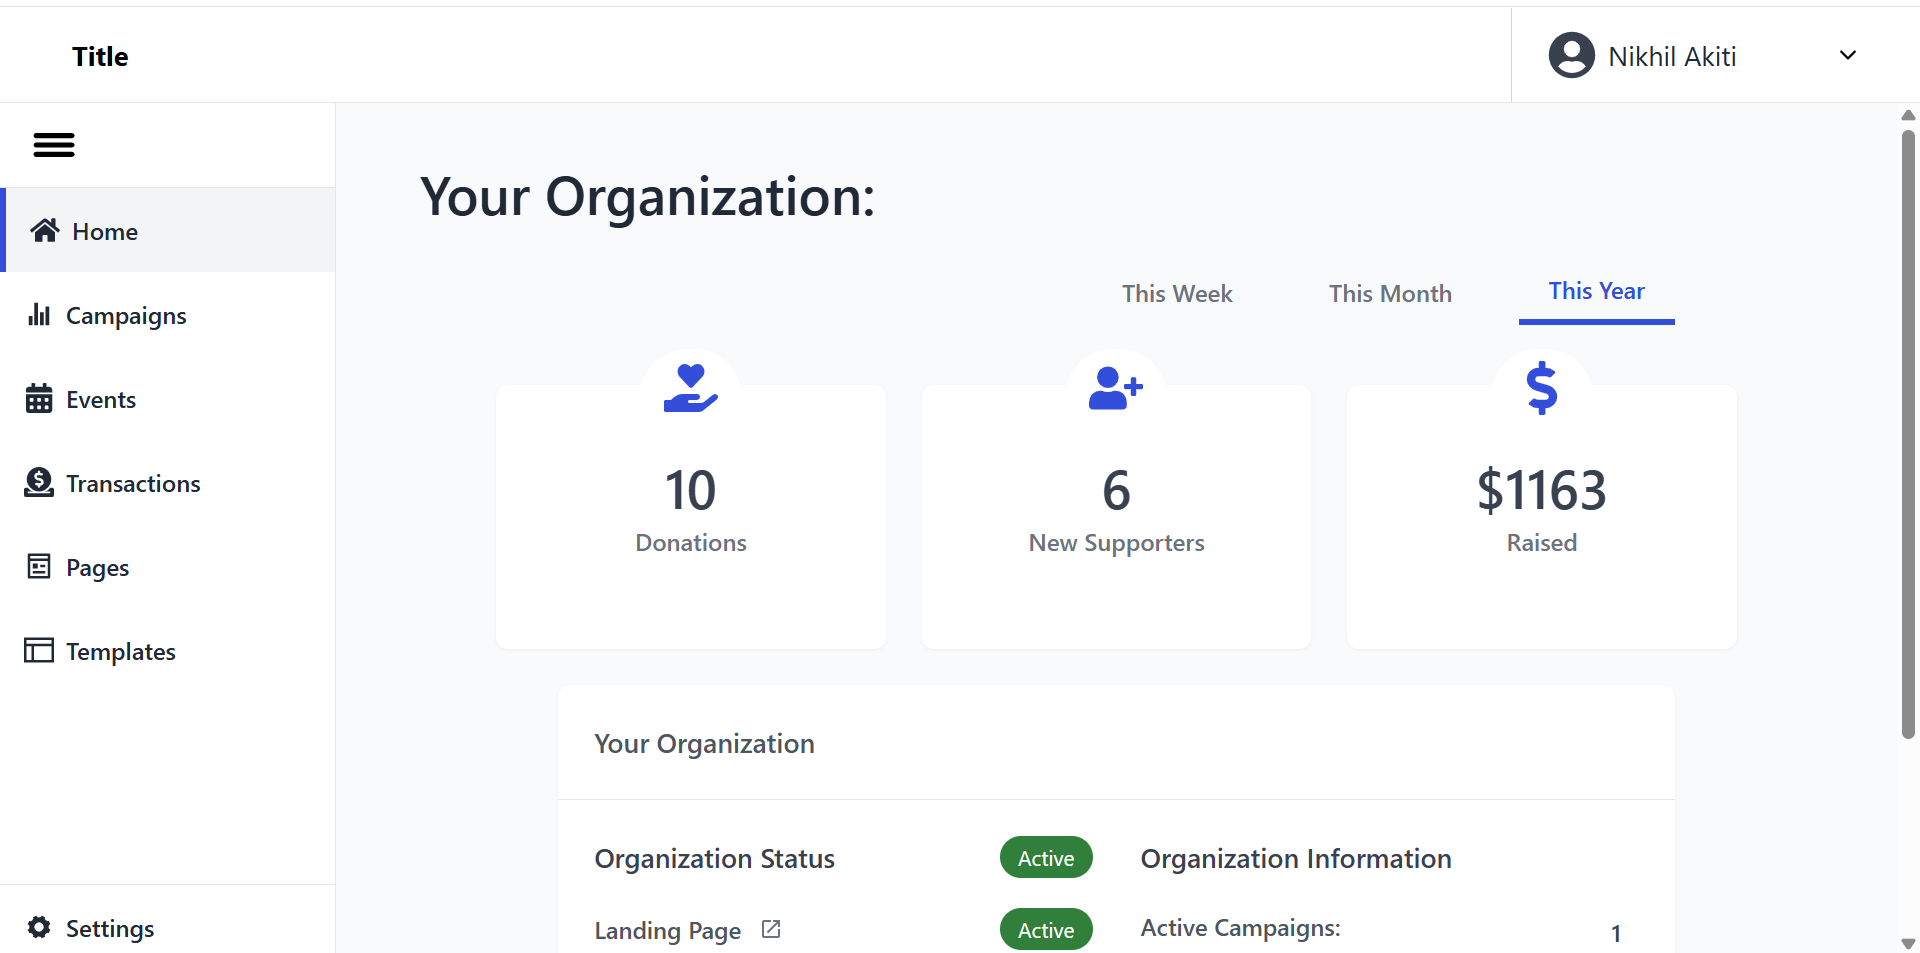 Title
Nikhil Akiti
Home
Campaigns
Events
Transactions
Pages
Templates
Settings
Your Organization:
This Week
This Month
This Year
10
Donations
6
New Supporters
$1163
Raised
Your Organization
Organization Status
Active
Landing Page
Active
Organization Information
Active Campaigns:
1